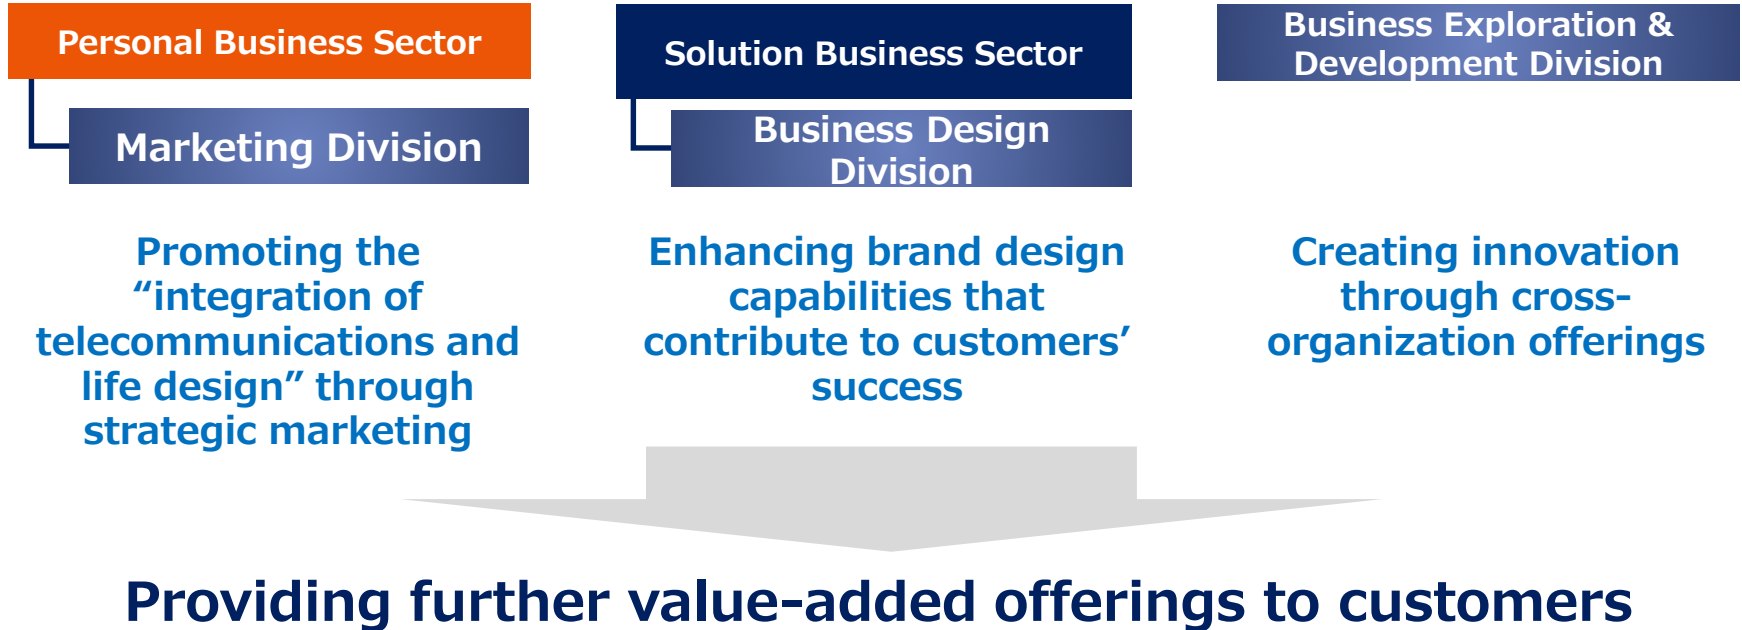 Personal Business Sector
Marketing Division
Promoting the
“integration of
telecommunications and
life design” through
strategic marketing
Solution Business Sector
Business Design
Division
Enhancing brand design
capabilities that
contribute to customers’
success
Business Exploration &
Development Division
Creating innovation
through cross-
organization offerings
Providing further value-added offerings to customers